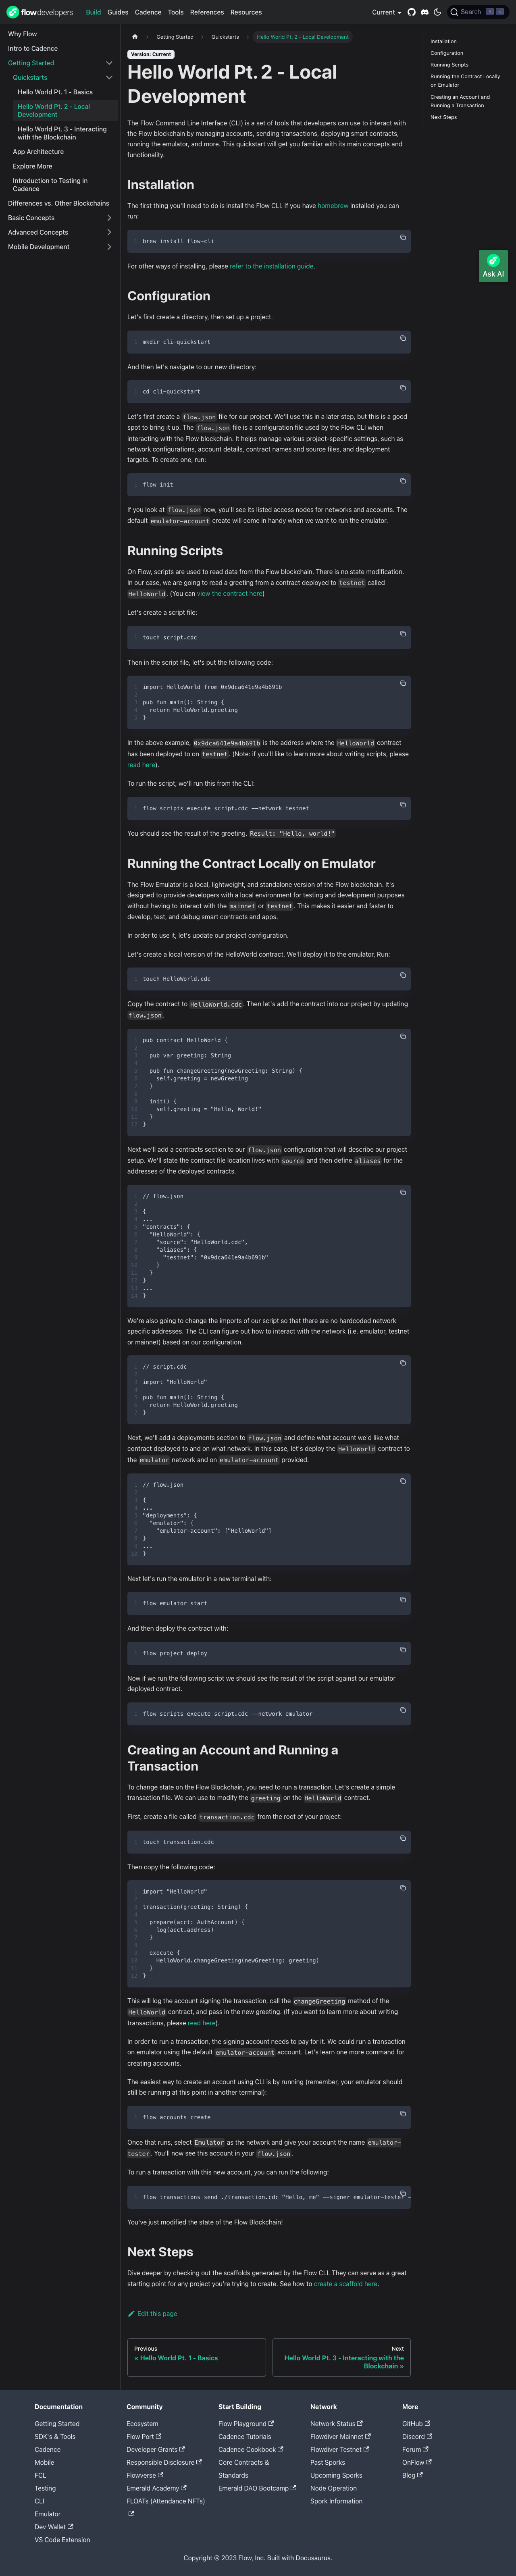 flowdevelopers Build Guides Cadence Tools References Resources Current Search
Why Flow
Intro to Cadence
Getting Started
Quickstarts
Hello World Pt. 1 - Basics
Hello World Pt. 2 - Local
Development
Hello World Pt. 3 - Interacting
with the Blockchain
App Architecture
Explore More
Introduction to Testing in
Cadence
Differences vs. Other Blockchains
Basic Concepts
Advanced Concepts
Mobile Development
Getting Started > Quickstarts > Hello World Pt. 2 - Local Development
Version: Current
Hello World Pt. 2 - Local
Development
The Flow Command Line Interface (CLI) is a set of tools that developers can use to interact with
the Flow blockchain by managing accounts, sending transactions, deploying smart contracts,
running the emulator, and more. This quickstart will get you familiar with its main concepts and
functionality.
Installation
The first thing you'll need to do is install the Flow CLI. If you have homebrew installed you can
run:
1 brew install flow-cli
For other ways of installing, please refer to the installation guide.
Configuration
Let's first create a directory, then set up a project.
1 mkdir cli-quickstart
And then let's navigate to our new directory:
1 cd cli-quickstart
Let's first create a flow.json file for our project. We'll use this in a later step, but this is a good
spot to bring it up. The flow.json file is a configuration file used by the Flow CLI when
interacting with the Flow blockchain. It helps manage various project-specific settings, such as
network configurations, account details, contract names and source files, and deployment
targets. To create one, run:
1 flow init
If you look at flow.json now, you'll see its listed access nodes for networks and accounts. The
default emulator-account create will come in handy when we want to run the emulator.
Running Scripts
On Flow, scripts are used to read data from the Flow blockchain. There is no state modification.
In our case, we are going to read a greeting from a contract deployed to testnet called
HelloWorld. (You can view the contract here)
Let's create a script file:
1 touch script.cdc
Then in the script file, let's put the following code:
1 import HelloWorld from 0x9dca641e9a4b691b
2
3 pub fun main(): String {
4 return HelloWorld.greeting
5 }
In the above example, 0x9dca641e9a4b691b is the address where the HelloWorld contract
has been deployed to on testnet. (Note: if you'll like to learn more about writing scripts, please
read here).
To run the script, we'll run this from the CLI:
1 flow scripts execute script.cdc --network testnet
You should see the result of the greeting. Result: "Hello, world!"
Running the Contract Locally on Emulator
The Flow Emulator is a local, lightweight, and standalone version of the Flow blockchain. It's
designed to provide developers with a local environment for testing and development purposes
without having to interact with the mainnet or testnet. This makes it easier and faster to
develop, test, and debug smart contracts and apps.
In order to use it, let's update our project configuration.
Let's create a local version of the HelloWorld contract. We'll deploy it to the emulator, Run:
1 touch HelloWorld.cdc
Copy the contract to HelloWorld.cdc. Then let's add the contract into our project by updating
flow.json.
1 pub contract HelloWorld {
2
3 pub var greeting: String
4
5 pub fun changeGreeting(newGreeting: String) {
6 self.greeting = newGreeting
7 }
8
9 init() {
10 self.greeting = "Hello, World!"
11 }
12 }
Next we'll add a contracts section to our flow.json configuration that will describe our project
setup. We'll state the contract file location lives with source and then define aliases for the
addresses of the deployed contracts.
1 // flow.json
2
3 {
4 ...
5 "contracts": {
6 "HelloWorld": {
7 "source": "HelloWorld.cdc",
8 "aliases": {
9 "testnet": "0x9dca641e9a4b691b"
10 }
11 }
12 }
13 ...
14 }
We're also going to change the imports of our script so that there are no hardcoded network
specific addresses. The CLI can figure out how to interact with the network (i.e. emulator, testnet
or mainnet) based on our configuration.
1 // script.cdc
2
3 import "HelloWorld"
4
5 pub fun main(): String {
6 return HelloWorld.greeting
7 }
Next, we'll add a deployments section to flow.json and define what account we'd like what
contract deployed to and on what network. In this case, let's deploy the HelloWorld contract to
the emulator network and on emulator-account provided.
1 // flow.json
2
3 {
4 ...
5 "deployments": {
6 "emulator": {
7 "emulator-account": ["HelloWorld"]
8 }
9 ...
10 }
Next let's run the emulator in a new terminal with:
1 flow emulator start
And then deploy the contract with:
1 flow project deploy
Now if we run the following script we should see the result of the script against our emulator
deployed contract.
1 flow scripts execute script.cdc --network emulator
Creating an Account and Running a
Transaction
To change state on the Flow Blockchain, you need to run a transaction. Let's create a simple
transaction file. We can use to modify the greeting on the HelloWorld contract.
First, create a file called transaction.cdc from the root of your project:
1 touch transaction.cdc
Then copy the following code:
1 import "HelloWorld"
2
3 transaction(greeting: String) {
4
5 prepare(acct: AuthAccount) {
6 log(acct.address)
7 }
8
9 execute {
10 HelloWorld.changeGreeting(newGreeting: greeting)
11 }
12 }
This will log the account signing the transaction, call the changeGreeting method of the
HelloWorld contract, and pass in the new greeting. (If you want to learn more about writing
transactions, please read here).
In order to run a transaction, the signing account needs to pay for it. We could run a transaction
on emulator using the default emulator-account account. Let's learn one more command for
creating accounts.
The easiest way to create an account using CLI is by running (remember, your emulator should
still be running at this point in another terminal):
1 flow accounts create
Once that runs, select Emulator as the network and give your account the name emulator-
tester. You'll now see this account in your flow.json.
To run a transaction with this new account, you can run the following:
1 flow transactions send ./transaction.cdc "Hello, me" --signer emulator-tester -
You've just modified the state of the Flow Blockchain!
Next Steps
Dive deeper by checking out the scaffolds generated by the Flow CLI. They can serve as a great
starting point for any project you're trying to create. See how to create a scaffold here.
Edit this page
Previous
« Hello World Pt. 1 - Basics
Next
Hello World Pt. 3 - Interacting with the
Blockchain »
Installation
Configuration
Running Scripts
Running the Contract Locally
on Emulator
Creating an Account and
Running a Transaction
Next Steps
Ask AI
Documentation
Getting Started
SDK's & Tools
Cadence
Mobile
FCL
Testing
CLI
Emulator
Dev Wallet
VS Code Extension
Community
Ecosystem
Flow Port
Developer Grants
Responsible Disclosure
Flowverse
Emerald Academy
FLOATs (Attendance NFTs)
Start Building
Flow Playground
Cadence Tutorials
Cadence Cookbook
Core Contracts &
Standards
Emerald DAO Bootcamp
Network
Network Status
Flowdiver Mainnet
Flowdiver Testnet
Past Sporks
Upcoming Sporks
Node Operation
Spork Information
More
GitHub
Discord
Forum
OnFlow
Blog
Copyright © 2023 Flow, Inc. Built with Docusaurus.